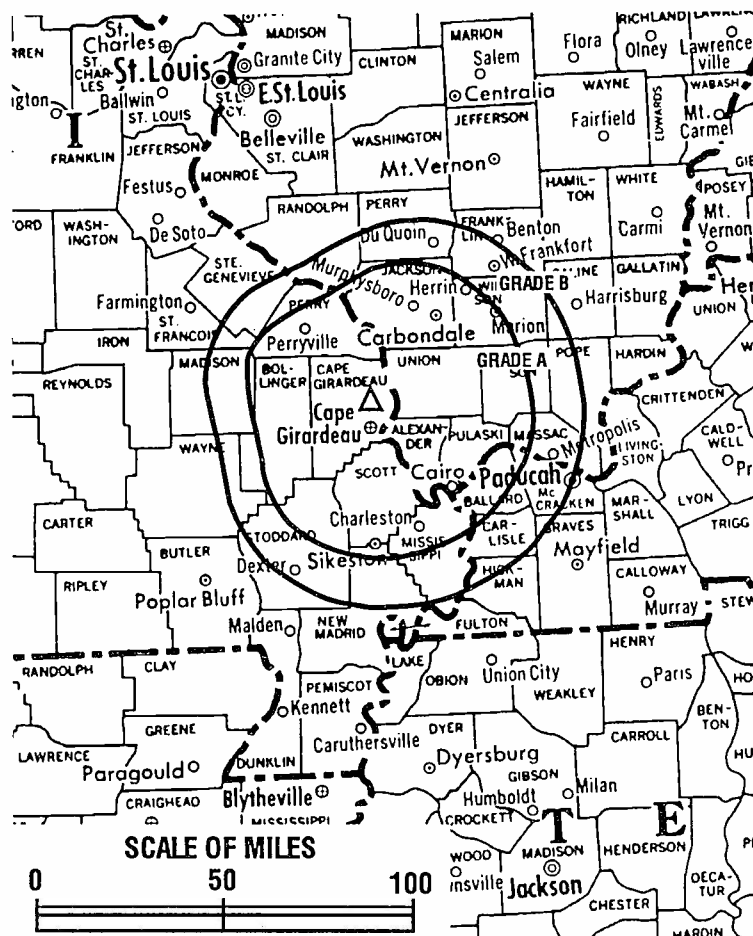 RICHLAND
St. Charles
MADISON
MARION
Flora
Olney
Lawrence
ville
ST. CHAR- LES
Granite City
CLINTON
Salem
St. Louis
WAYNE
WABASH
Ballwin
ST.L. CY.
E.St.Louis
Centralia
EDWARDS
Mt. Carmel
ST. LOUIS
Belleville
JEFFERSON
Fairfield
I
FRANKLIN
JEFFERSON
ST. CLAIR
WASHINGTON
Mt. Vernon
Festus
MONROE
HAMIL- TON
WHITE
POSEY
RANDOLPH
PERRY
Mt. Vernon
WASH- INGTON
De Soto
Du Quoin
FRANK- LIN
Benton
Carmi
STE. GENEVIEVE
W. Frankfort
Murphysboro
JACKSON
GALLATIN
Farmington
PERRY
Herrin
GRADE B
Harrisburg
UNION
ST. FRANCOIS
Perryville
Carbondale
Marion
IRON
MADISON
BOL- LINGER
CAPE GIRARDEAU
UNION
GRADE A
POPE
HARDIN
REYNOLDS
CRITTENDEN
Cape Girardeau
ALEXAN- DER
PULASKI
MASSAC
Metropolis
LIVING- STON
CALD- WELL
WAYNE
SCOTT
Cairo
Paducah
BALLARD
Mc CRACKEN
MAR- SHALL
LYON
CARTER
Charleston
CAR- LISLE
GRAVES
TRIGG
BUTLER
STODDARD
MISSIS SIPPI
Dexter
Sikeston
Mayfield
RIPLEY
HICK- MAN
CALLOWAY
Poplar Bluff
Murray
Malden
NEW MADRID
FULTON
HENRY
RANDOLPH
CLAY
LAKE
Union City
Paris
PEMISCOT
OBION
WEAKLEY
BEN- TON
Kennett
GREENE
Caruthersville
DYER
CARROLL
LAWRENCE
DUNKLIN
Dyersburg
Paragould
GIBSON
Milan
Blytheville
Humboldt
CRAIGHEAD
MISSISSIPPI
CROCKETT
T E
SCALE OF MILES
MADISON
HENDERSON
0 50 100
Jackson
DECA- TUR
CHESTER
HARDIN